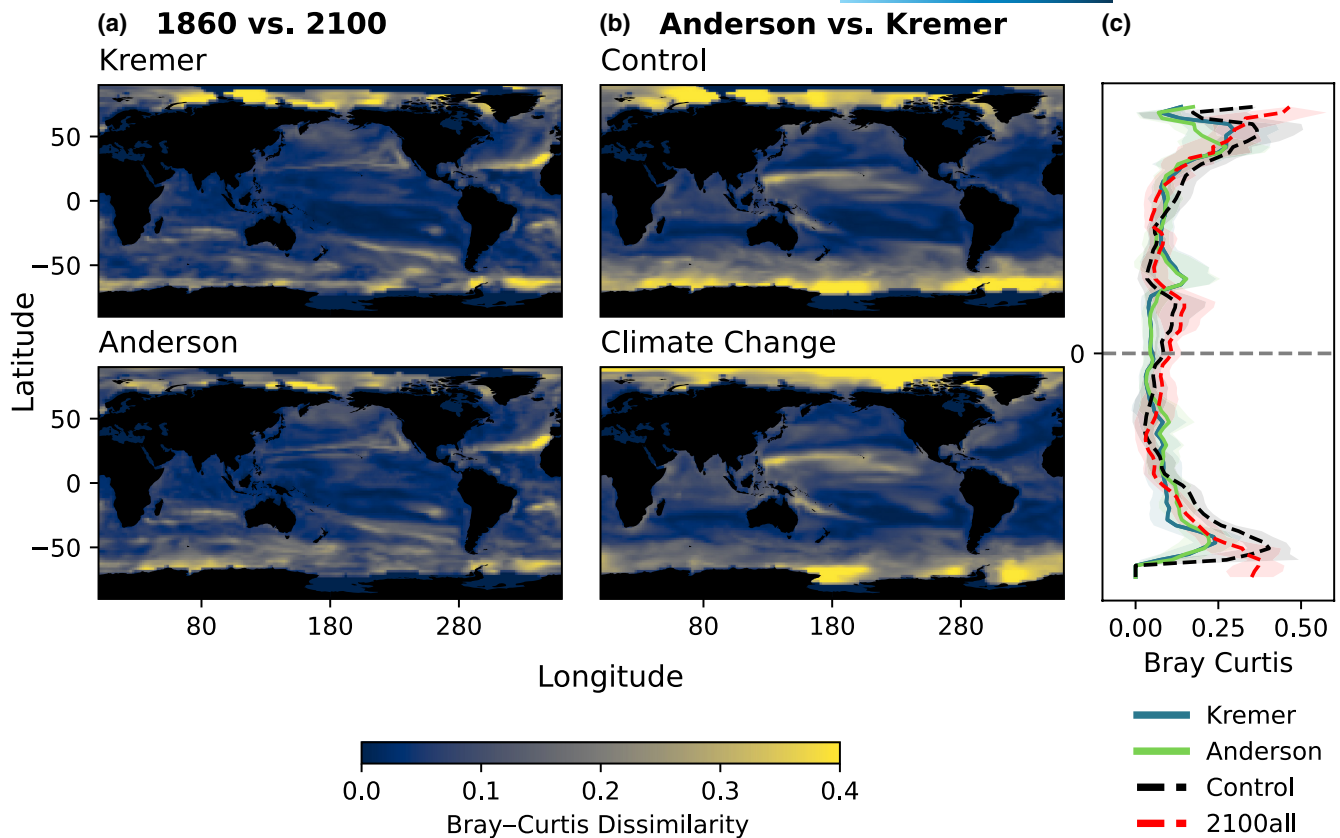 (a) 1860 vs. 2100
(b) Anderson vs. Kremer
(c)
Kremer
Control
50
0
−50
Anderson
Climate Change
50
0
−50
Latitude
80 180 280
80 180 280
Longitude
0
0.00 0.25 0.50
Bray Curtis
Kremer
Anderson
Control
2100all
0.0 0.1 0.2 0.3 0.4
Bray–Curtis Dissimilarity